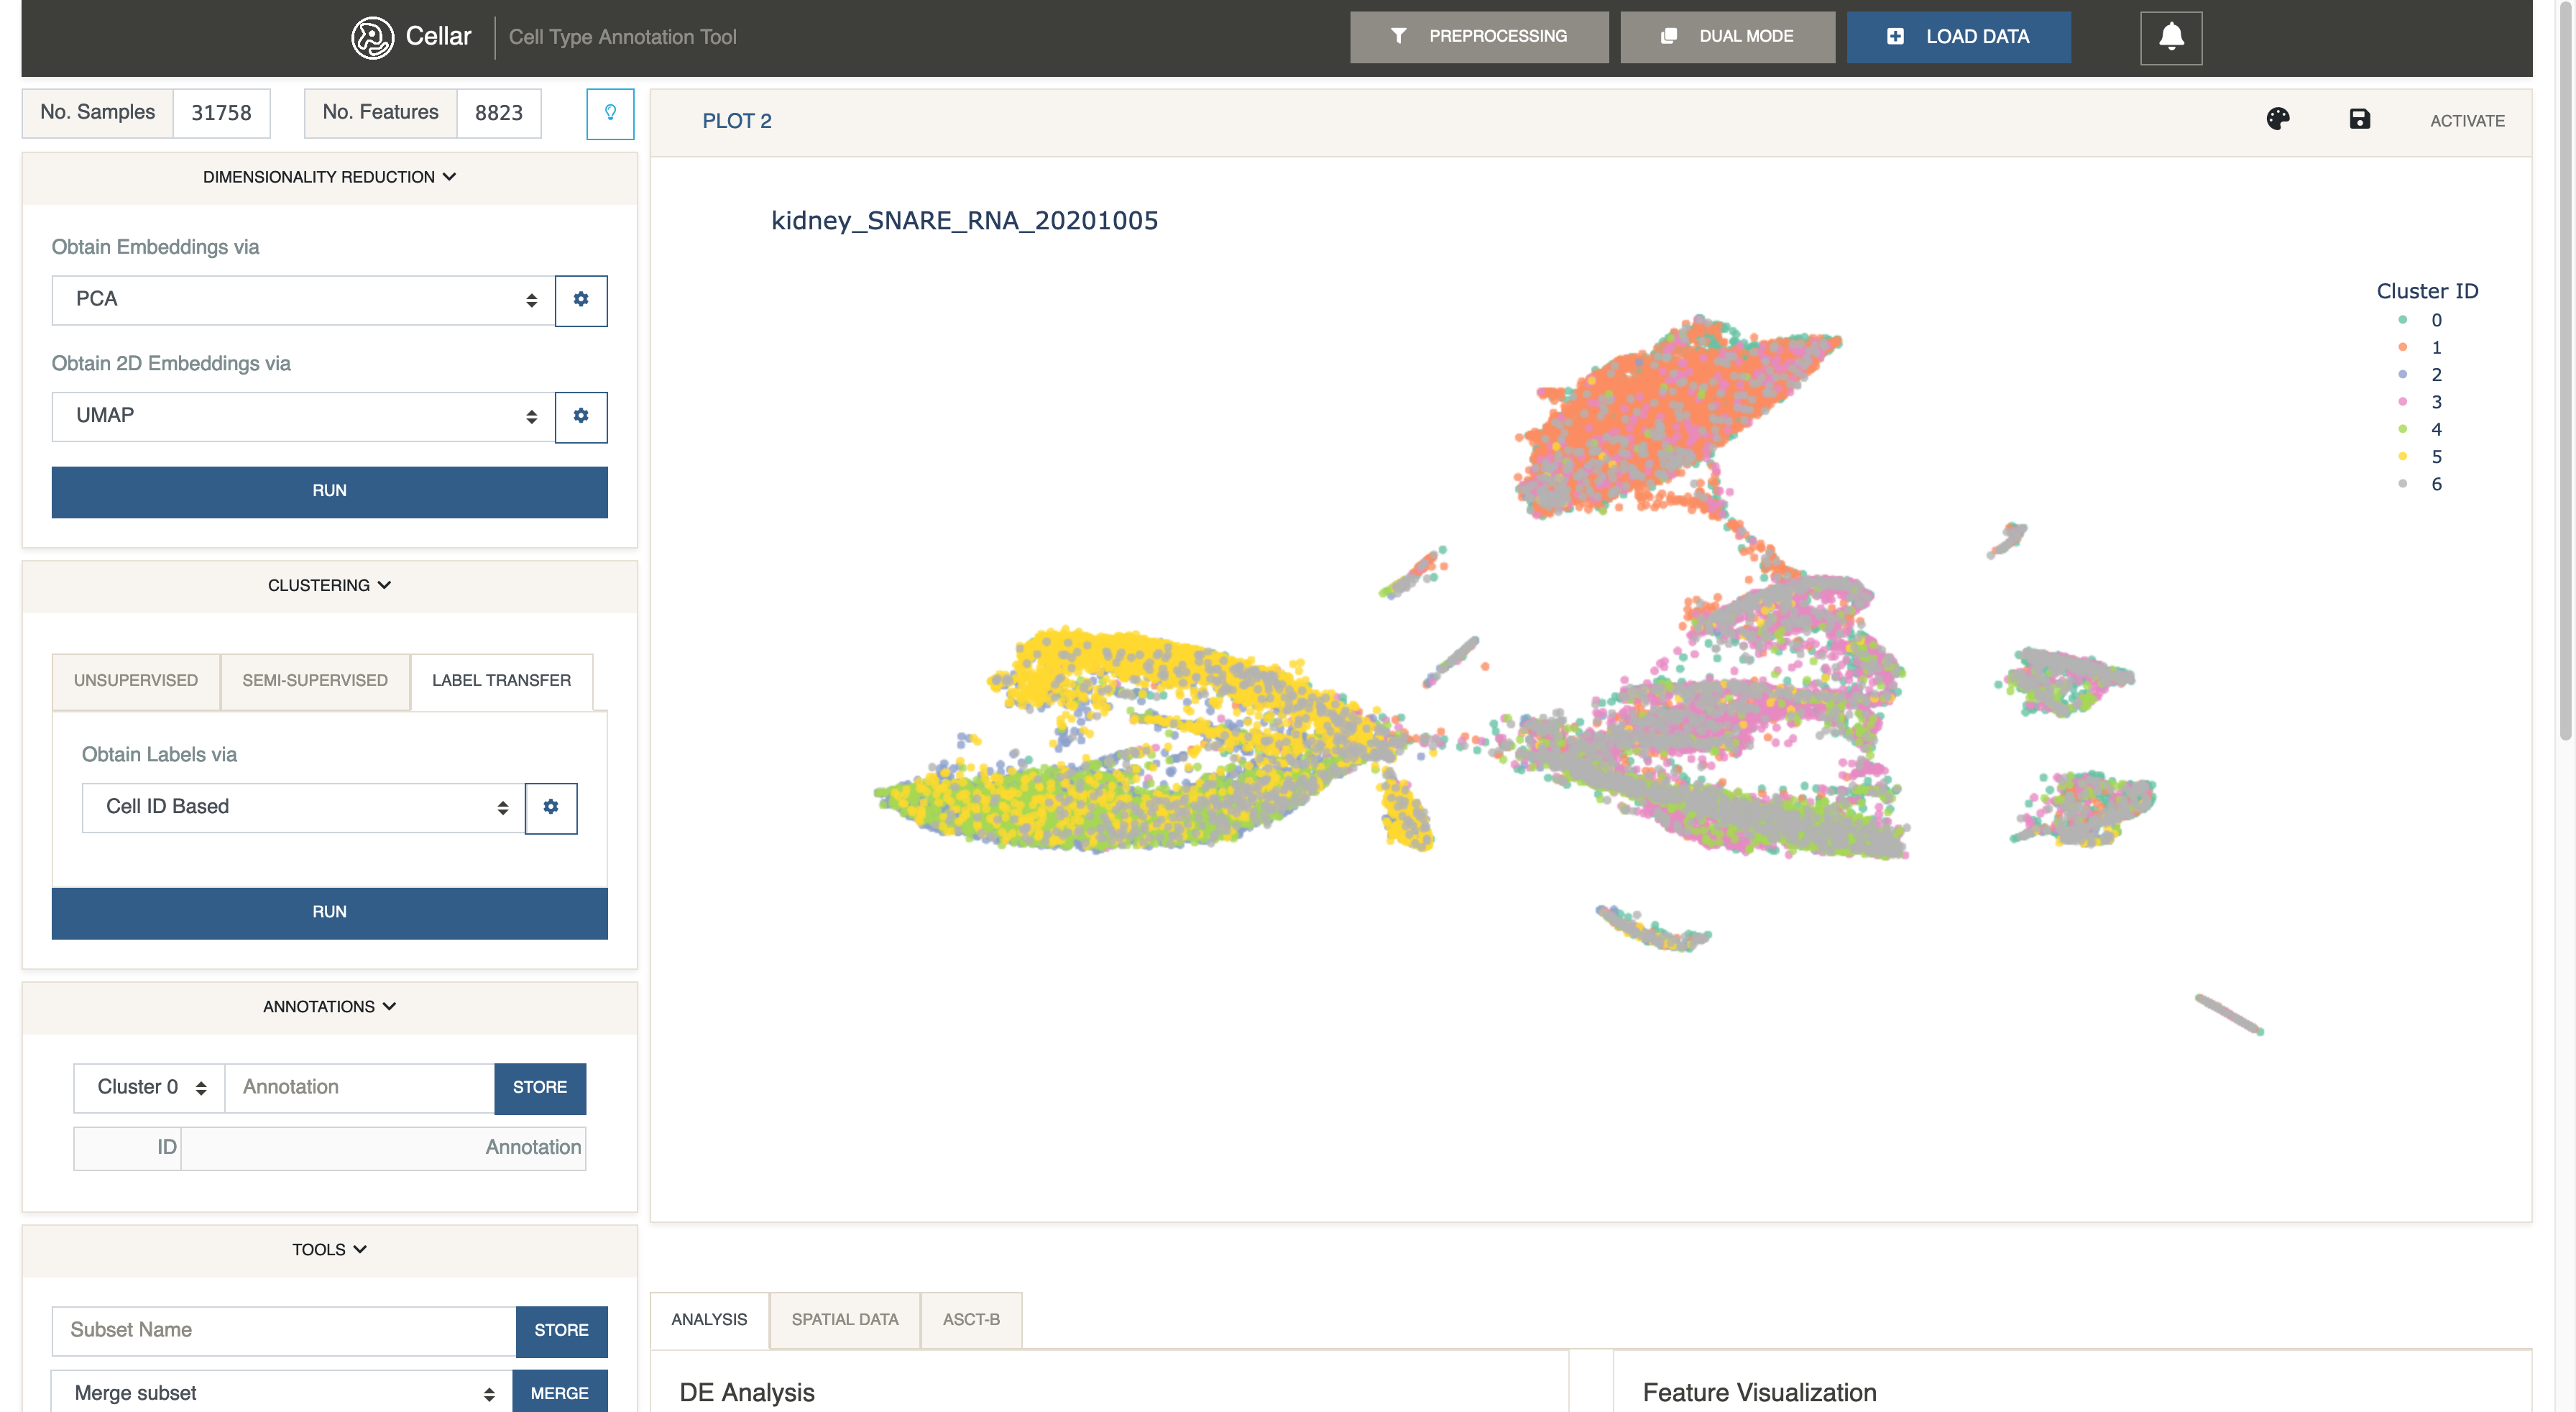 Cellar
Cell Type Annotation Tool
PREPROCESSING
DUAL MODE
LOAD DATA
No. Samples 31758
No. Features 8823
DIMENSIONALITY REDUCTION
Obtain Embeddings via
PCA
Obtain 2D Embeddings via
UMAP
RUN
CLUSTERING
UNSUPERVISED
SEMI-SUPERVISED
LABEL TRANSFER
Obtain Labels via
Cell ID Based
RUN
ANNOTATIONS
Cluster 0
Annotation
STORE
ID
Annotation
TOOLS
Subset Name
STORE
Merge subset
MERGE
PLOT 2
ACTIVATE
kidney_SNARE_RNA_20201005
Cluster ID
0
1
2
3
4
5
6
ANALYSIS
SPATIAL DATA
ASCT-B
DE Analysis
Feature Visualization